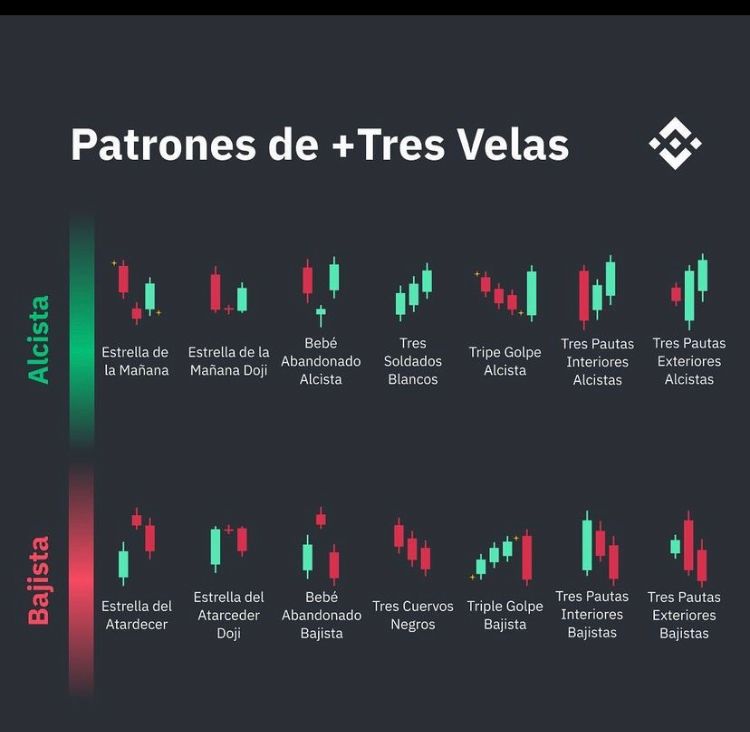 Patrones de +Tres Velas
Alcista
Estrella de
la Mañana
Estrella de la
Mañana Doji
Bebé
Abandonado
Alcista
Tres
Soldados
Blancos
Tripe Golpe
Alcista
Tres Pautas
Interiores
Alcistas
Tres Pautas
Exteriores
Alcistas
Bajista
Estrella del
Atardecer
Estrella del
Atarceder
Doji
Bebé
Abandonado
Bajista
Tres Cuervos
Negros
Triple Golpe
Bajista
Tres Pautas
Interiores
Bajistas
Tres Pautas
Exteriores
Bajistas